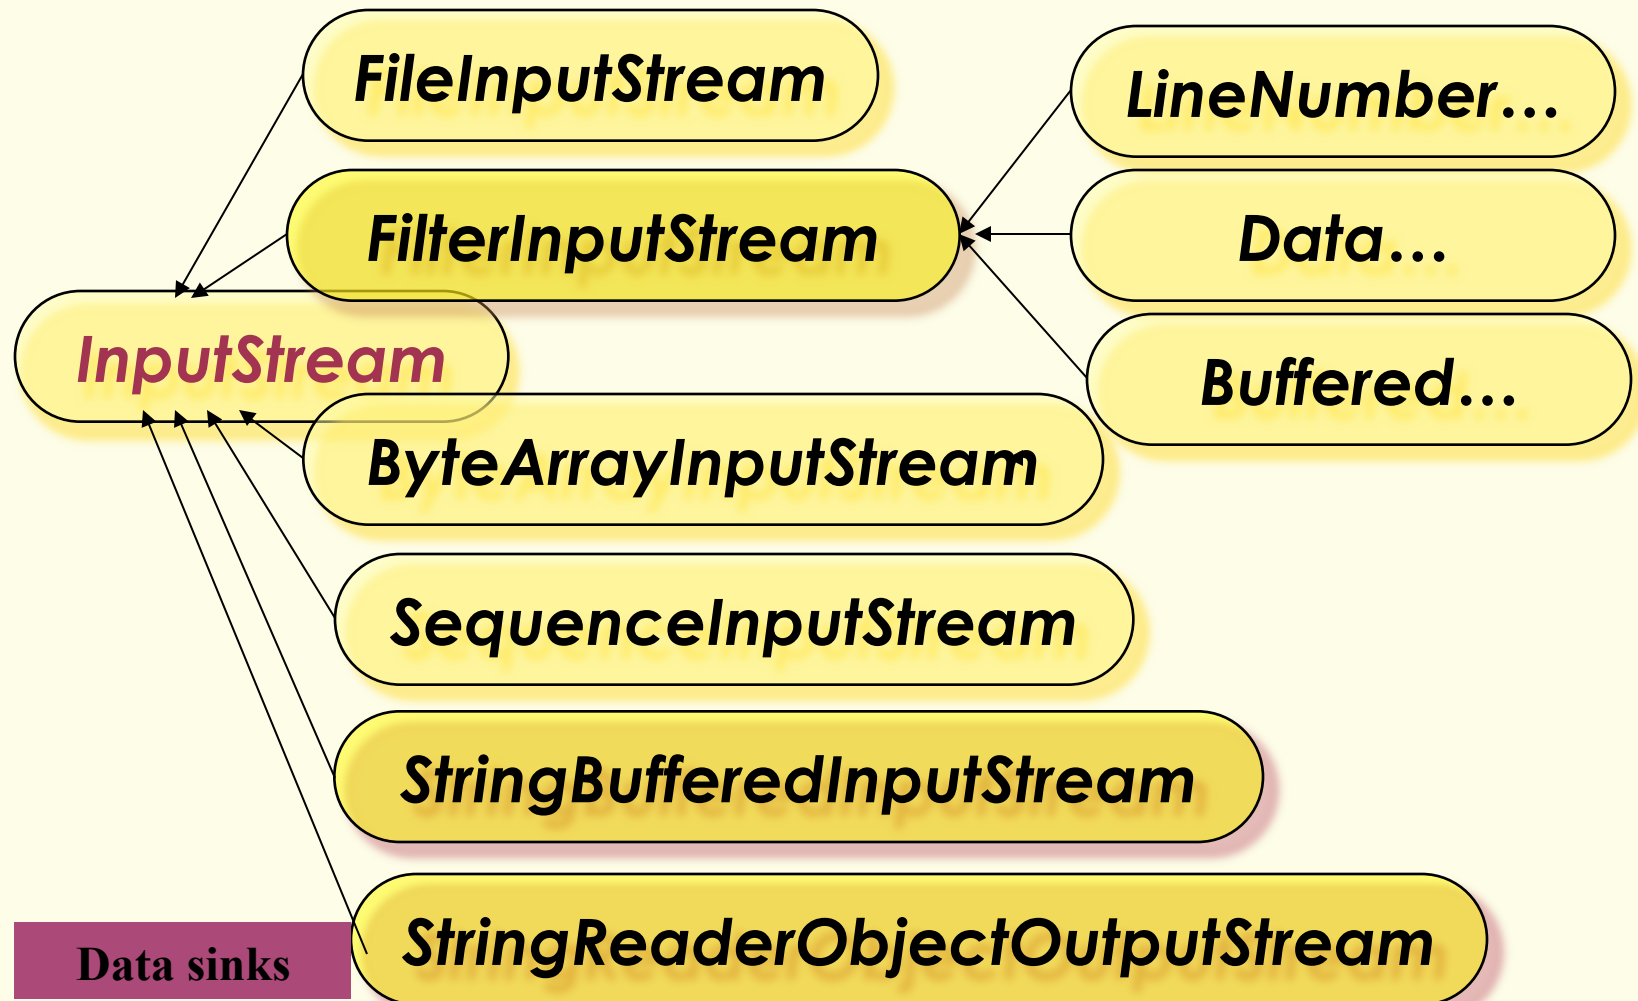 FileInputStream
LineNumber…
FilterInputStream
Data…
InputStream
Buffered…
ByteArrayInputStream
SequenceInputStream
StringBufferedInputStream
StringReaderObjectOutputStream
Data sinks